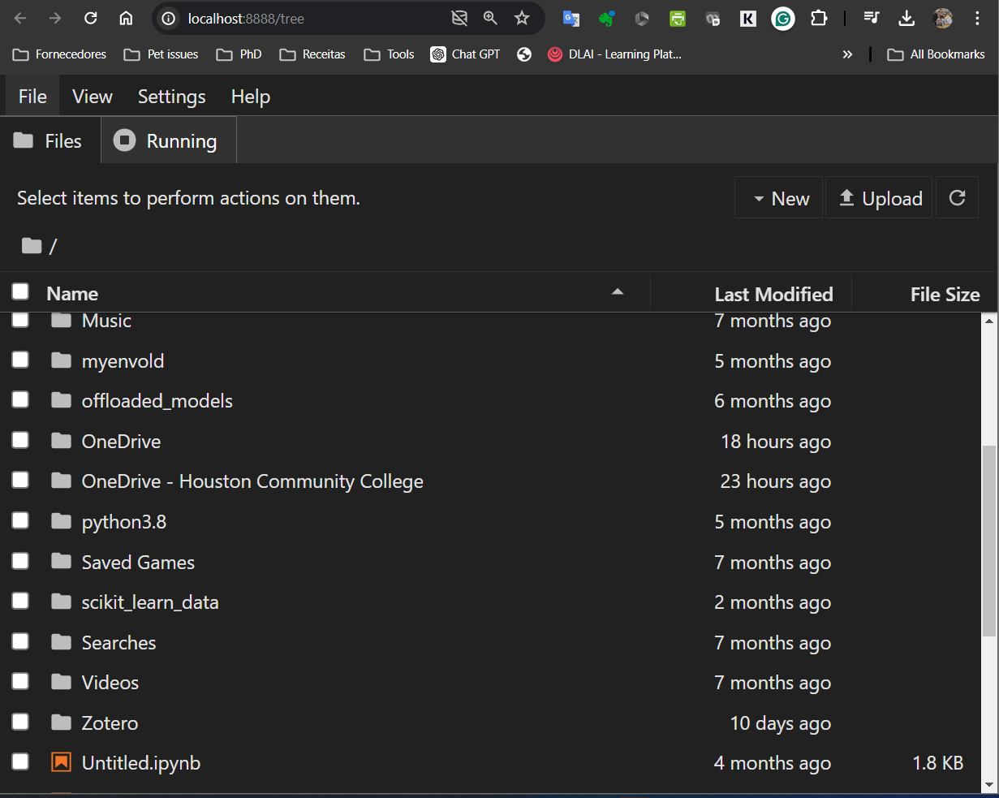 localhost:8888/tree
Fornecedores Pet issues PhD Receitas Tools Chat GPT DLAI - Learning Plat... All Bookmarks
File View Settings Help
Files Running
Select items to perform actions on them. New Upload
/
Name Last Modified File Size
Music 7 months ago
myenvold 5 months ago
offloaded_models 6 months ago
OneDrive 18 hours ago
OneDrive - Houston Community College 23 hours ago
python3.8 5 months ago
Saved Games 7 months ago
scikit_learn_data 2 months ago
Searches 7 months ago
Videos 7 months ago
Zotero 10 days ago
Untitled.ipynb 4 months ago 1.8 KB